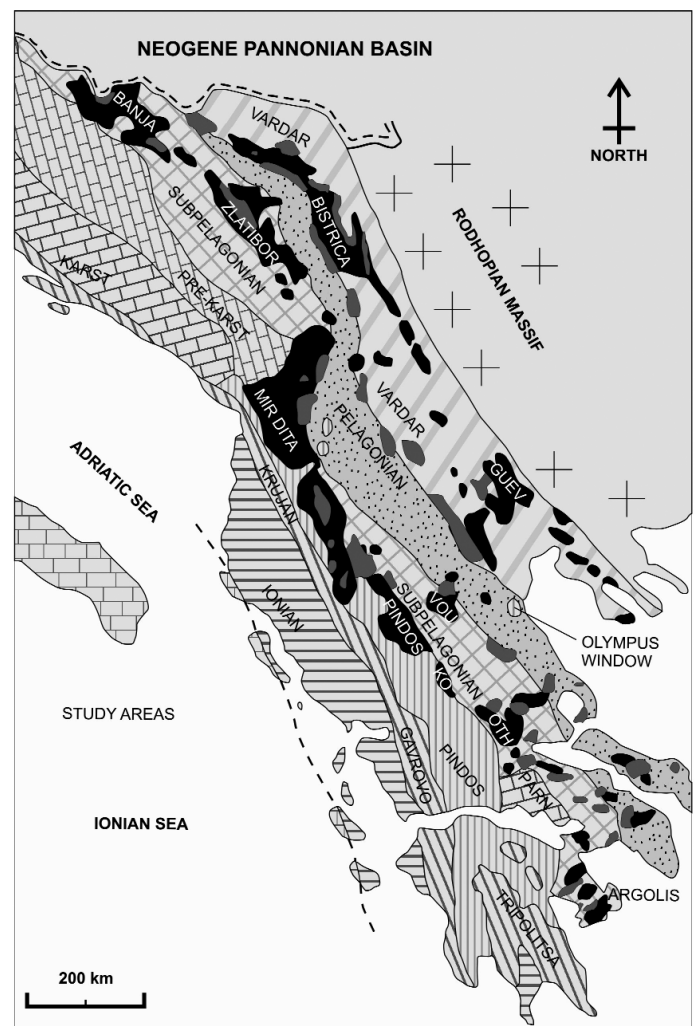 NEOGENE PANNONIAN BASIN
BANJA
VARDAR
NORTH
ZLATIBOR
BISTRICA
SUBPELAGONIAN
RODHOPIAN MASSIF
KARST
PRE-KARST
MIR DITA
PELAGONIAN
VARDAR
GUEV
ADRIATIC SEA
KRUJAN
IONIAN
SUBPELAGONIAN
VOU
PINDOS
KO
OLYMPUS
WINDOW
STUDY AREAS
OTH
GAVROVO
PINDOS
PARN
IONIAN SEA
ARGOLIS
TRIPOLITSA
200 km